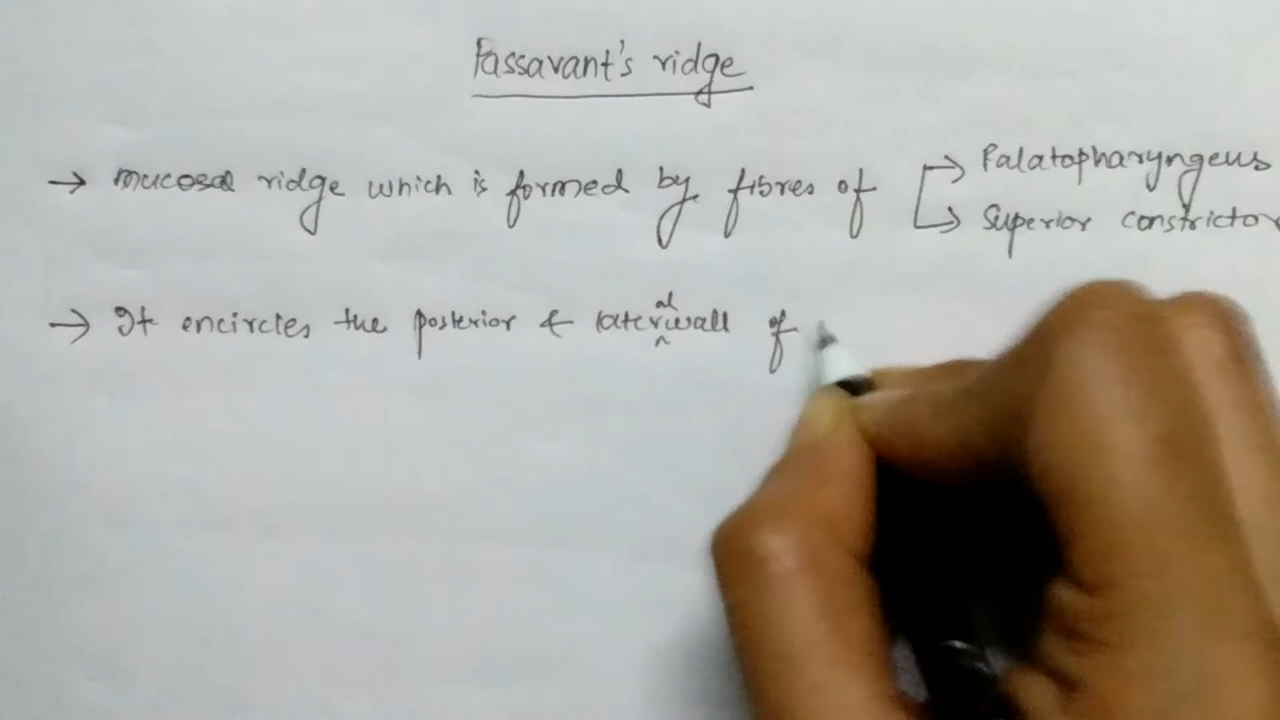 Passavant's ridge
→ mucosal ridge which is formed by fibres of → Palatopharyngeus
→ Superior constrictor
→ It encircles the posterior & lateral wall of